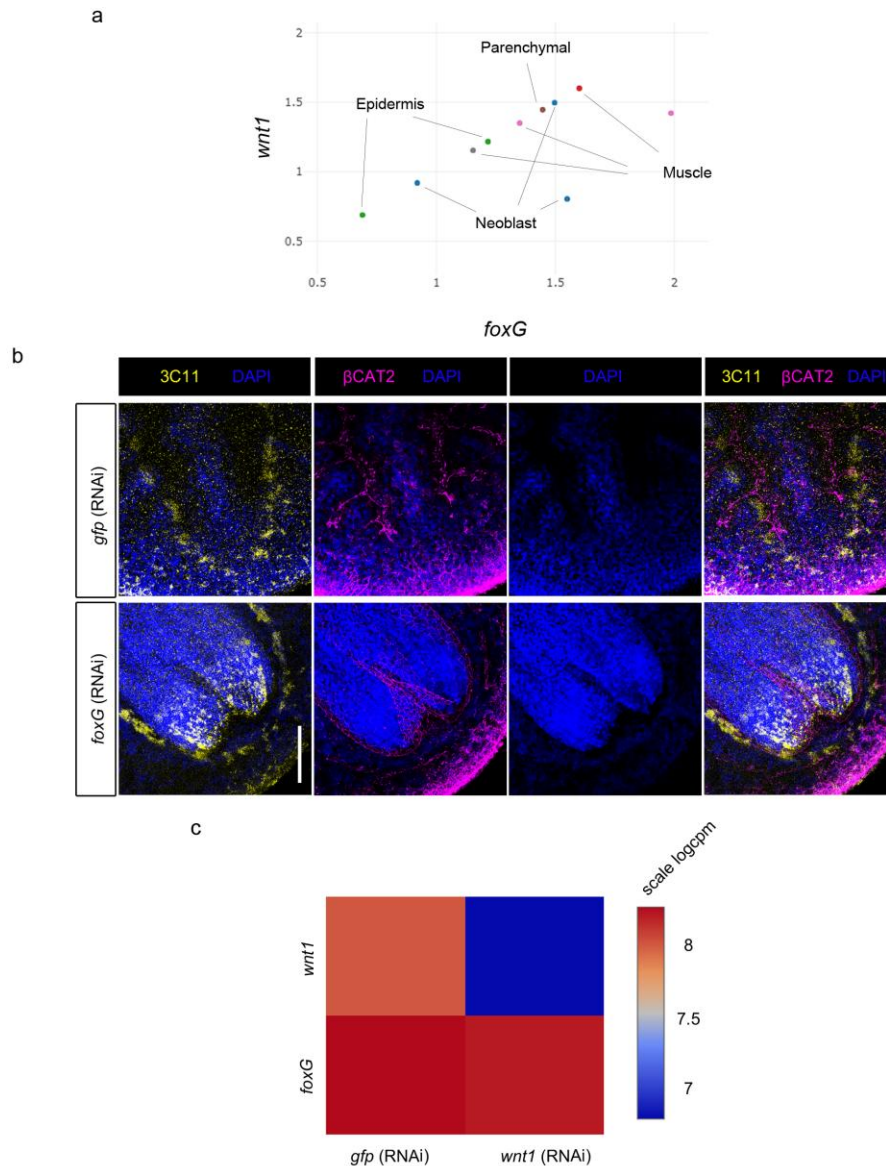 a
2
1.5
1
0.5
wnt1
Parenchymal
Epidermis
Muscle
Neoblast
0.5 1 1.5 2
foxG
b
3C11 DAPI βCAT2 DAPI DAPI 3C11 βCAT2 DAPI
gfp (RNAi)
foxG (RNAi)
c
scale logcpm
wnt1
foxG
8
7.5
7
gfp (RNAi) wnt1 (RNAi)